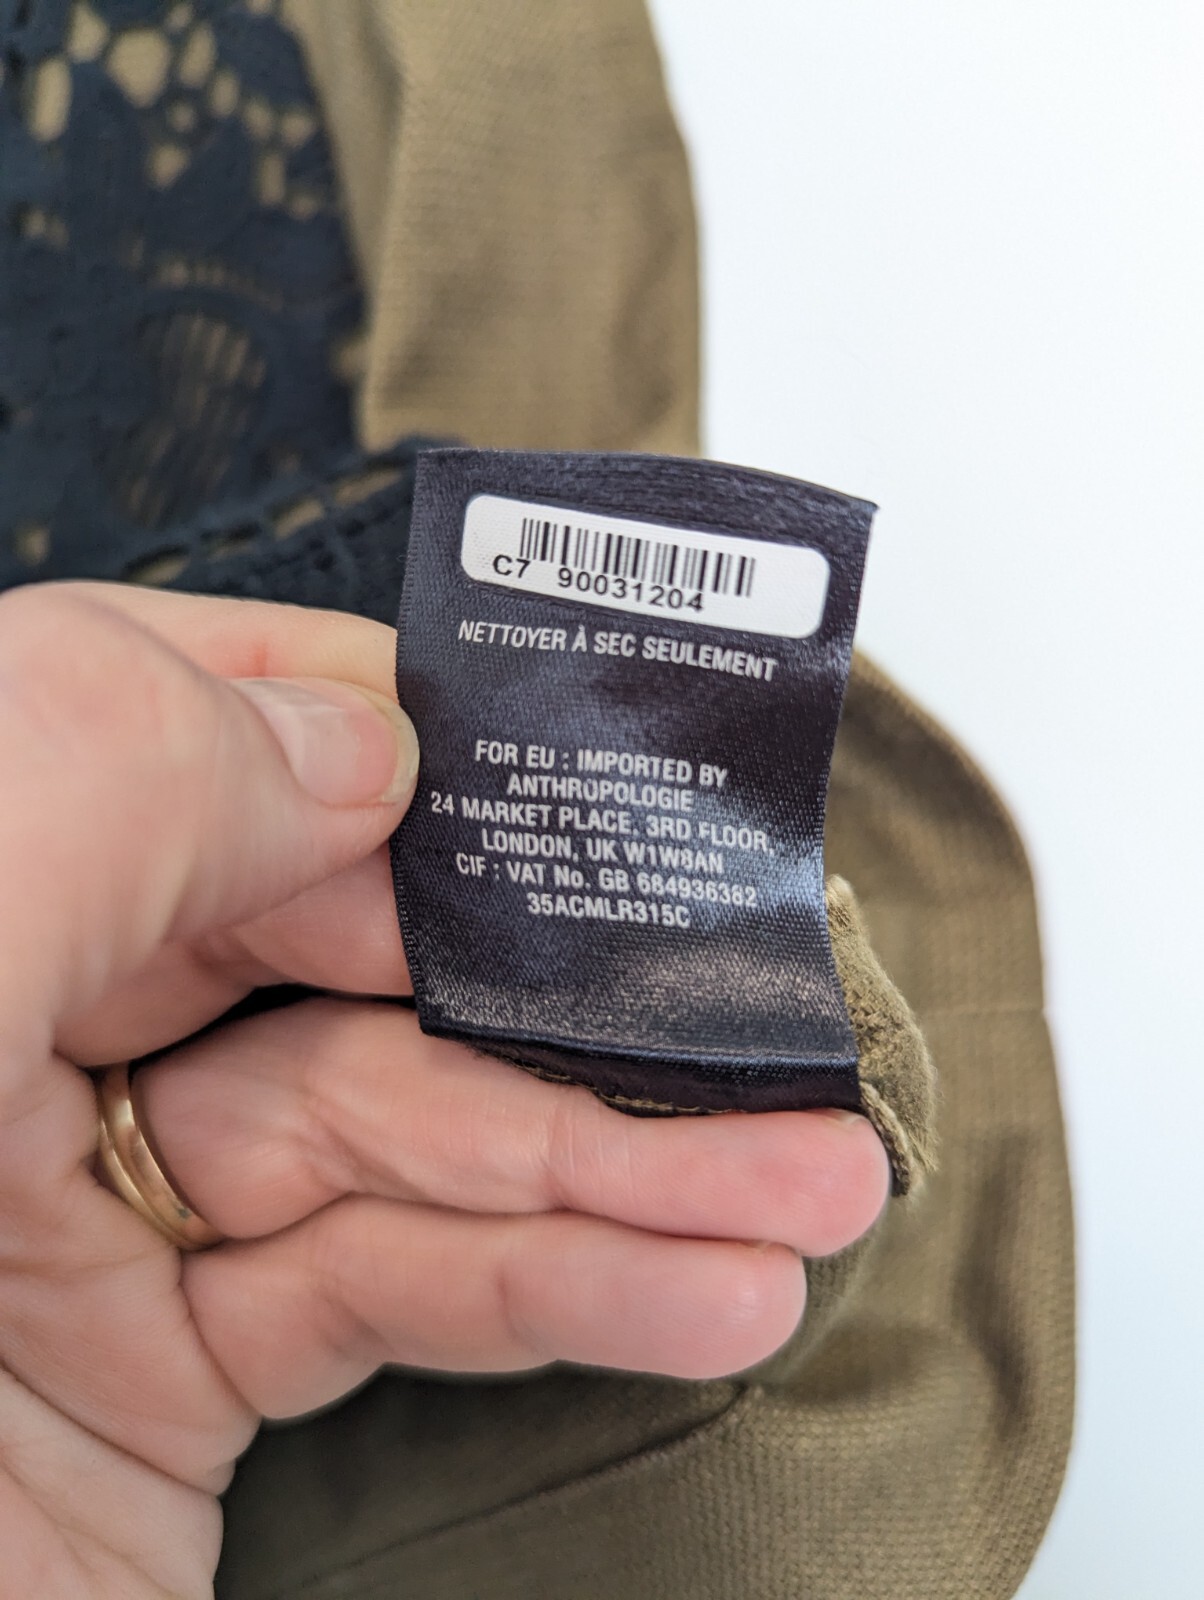 C7 90031204
NETTOYER À SEC SEULEMENT
FOR EU : IMPORTED BY
ANTHROPOLOGIE
24 MARKET PLACE, 3RD FLOOR,
LONDON, UK W1W8AN
CIF : VAT No. GB 684936382
35ACMLR315C